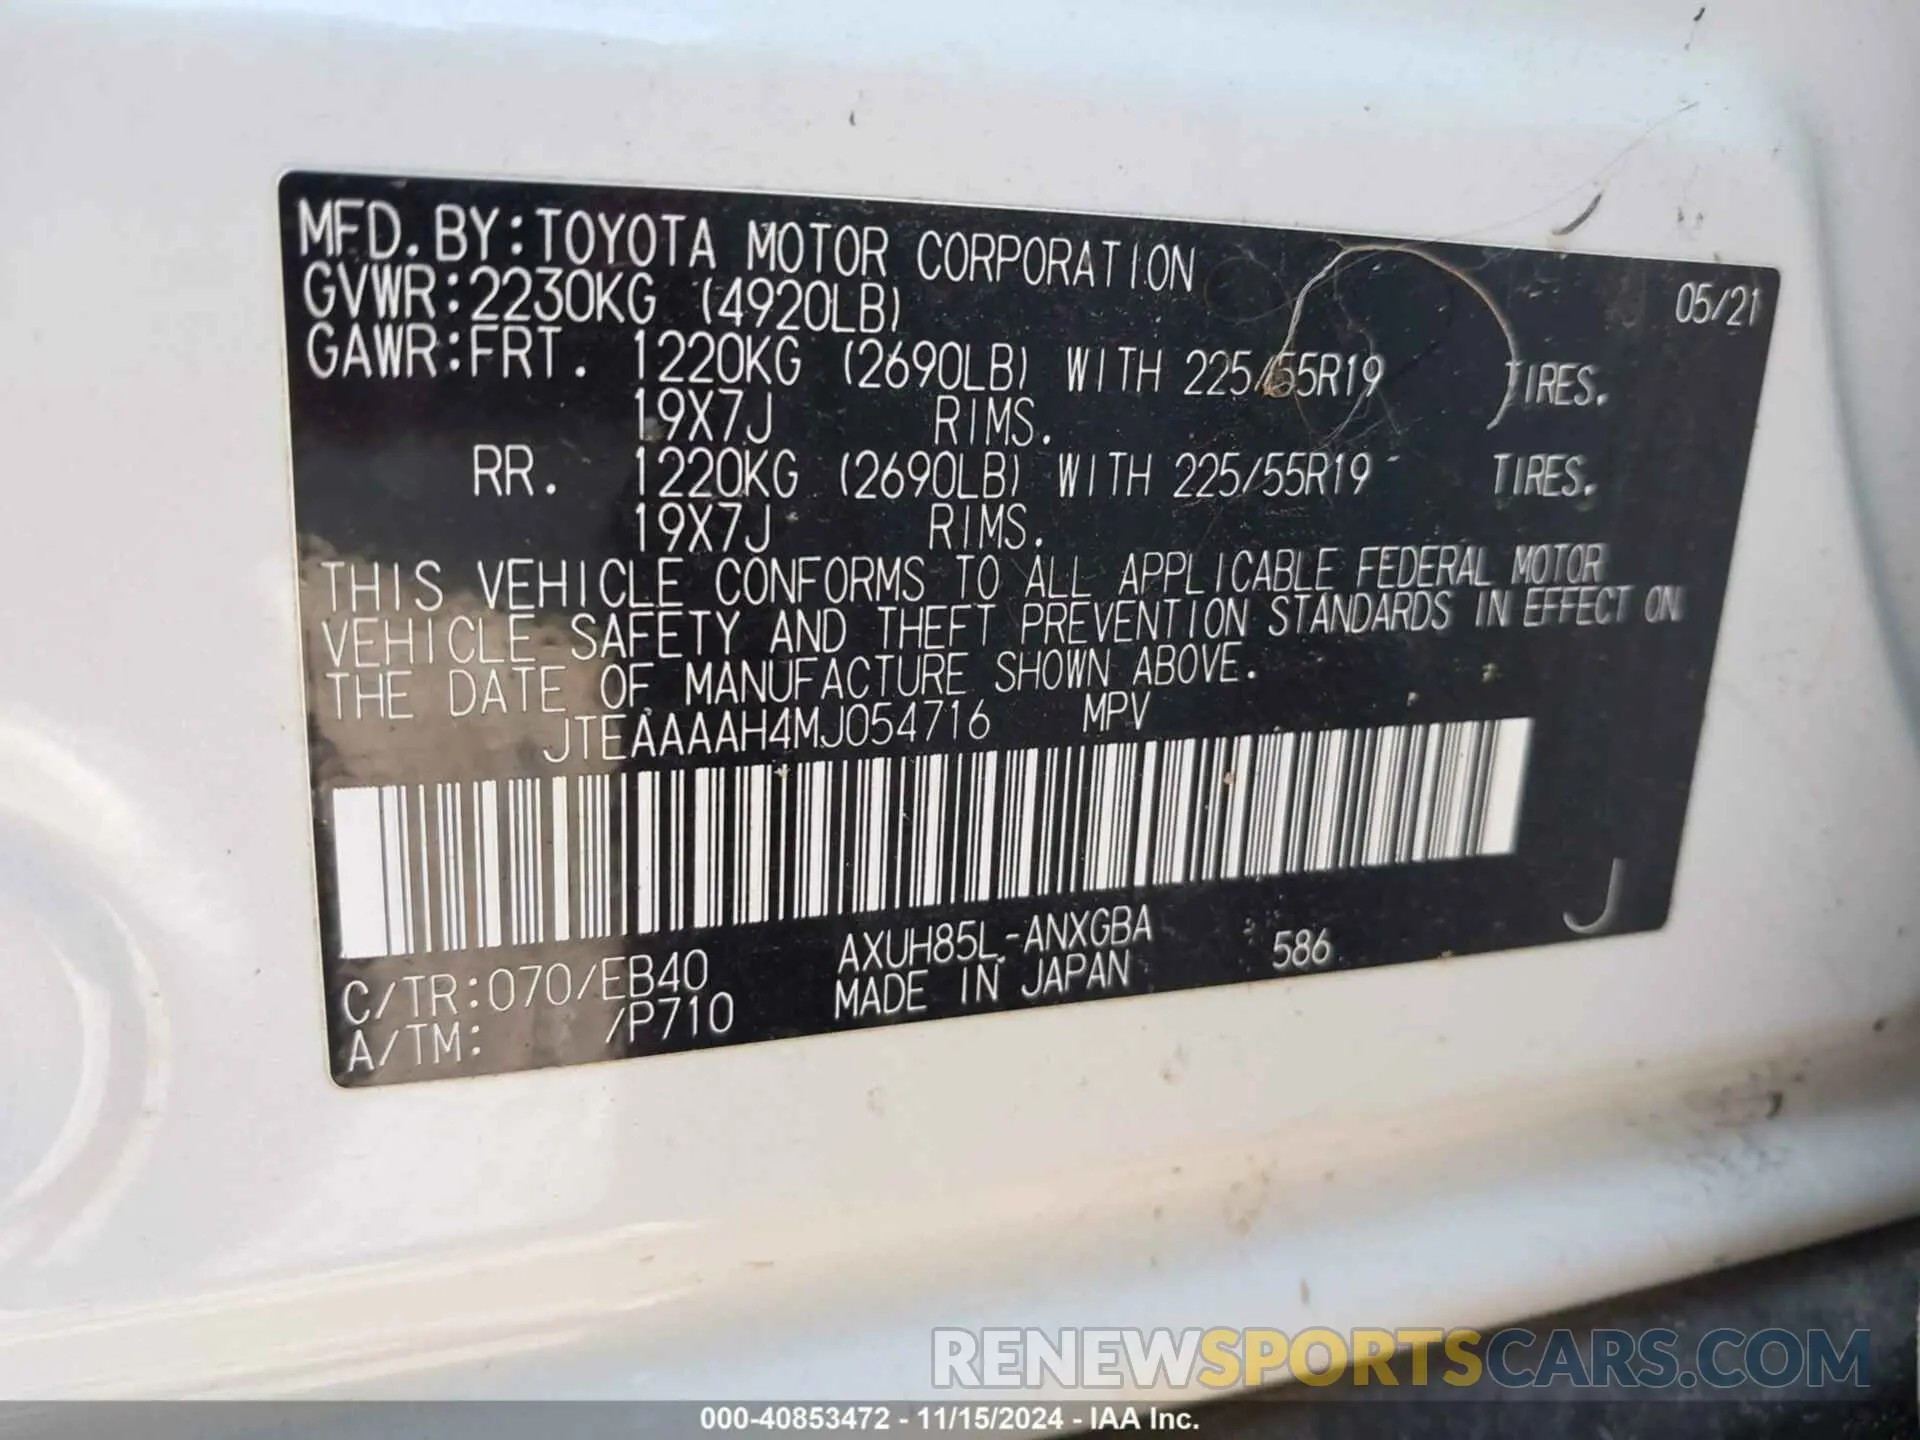 MFD. BY:TOYOTA MOTOR CORPORATION 05/21
GVWR:2230KG (4920LB)
GAWR:FRT. 1220KG (2690LB) WITH 225/55R19 TIRES.
19X7J RIMS.
RR. 1220KG (2690LB) WITH 225/55R19 TIRES.
19X7J RIMS.
THIS VEHICLE CONFORMS TO ALL APPLICABLE FEDERAL MOTOR
VEHICLE SAFETY AND THEFT PREVENTION STANDARDS IN EFFECT ON
THE DATE OF MANUFACTURE SHOWN ABOVE.
JTEAAAAH4MJ054716 MPV
J
C/TR:070/EB40 AXUH85L-ANXGBA 586
A/TM: /P710 MADE IN JAPAN
RENEWSPORTSCARS.COM
000-40853472 - 11/15/2024 - IAA Inc.